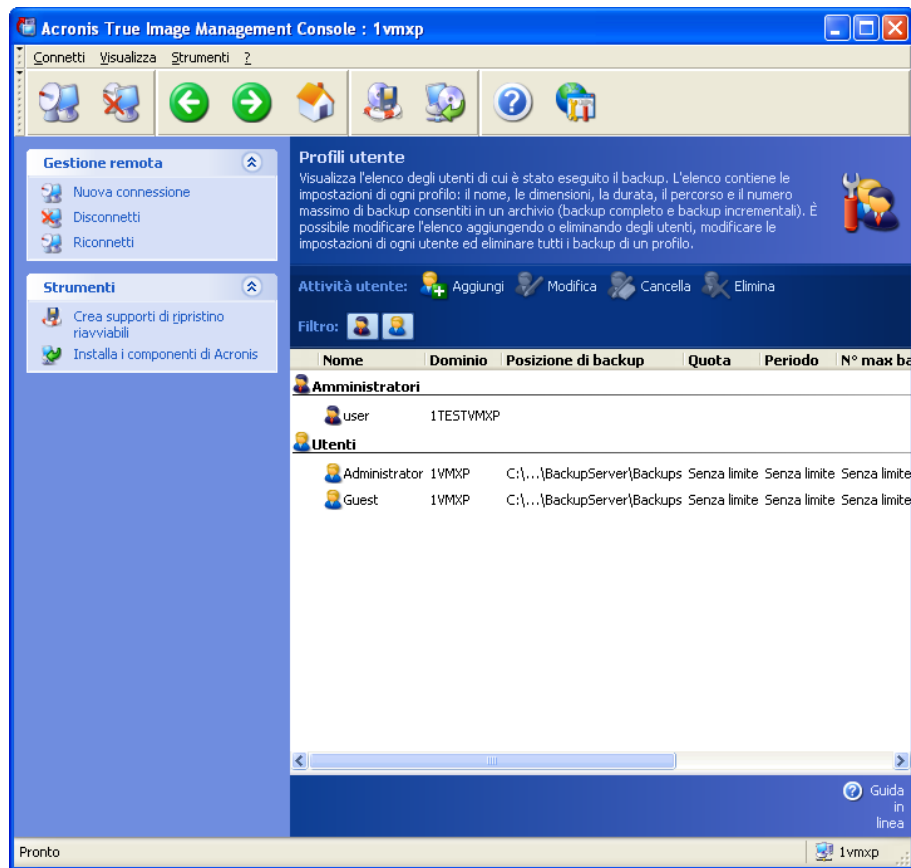 Acronis True Image Management Console : 1vmxp
Connetti Visualizza Strumenti ?
Gestione remota
Nuova connessione
Disconnetti
Riconnetti
Strumenti
Crea supporti di ripristino
riavviabili
Installa i componenti di Acronis
Profili utente
Visualizza l'elenco degli utenti di cui è stato eseguito il backup. L'elenco contiene le
impostazioni di ogni profilo: il nome, le dimensioni, la durata, il percorso e il numero
massimo di backup consentiti in un archivio (backup completo e backup incrementali). È
possibile modificare l'elenco aggiungendo o eliminando degli utenti, modificare le
impostazioni di ogni utente ed eliminare tutti i backup di un profilo.
Attività utente: Aggiungi Modifica Cancella Elimina
Filtro:
Nome Dominio Posizione di backup Quota Periodo N° max ba
Amministratori
user 1TESTVMXP
Utenti
Administrator 1VMXP C:\...\BackupServer\Backups Senza limite Senza limite Senza limite
Guest 1VMXP C:\...\BackupServer\Backups Senza limite Senza limite Senza limite
Guida
in
linea
Pronto 1vmxp